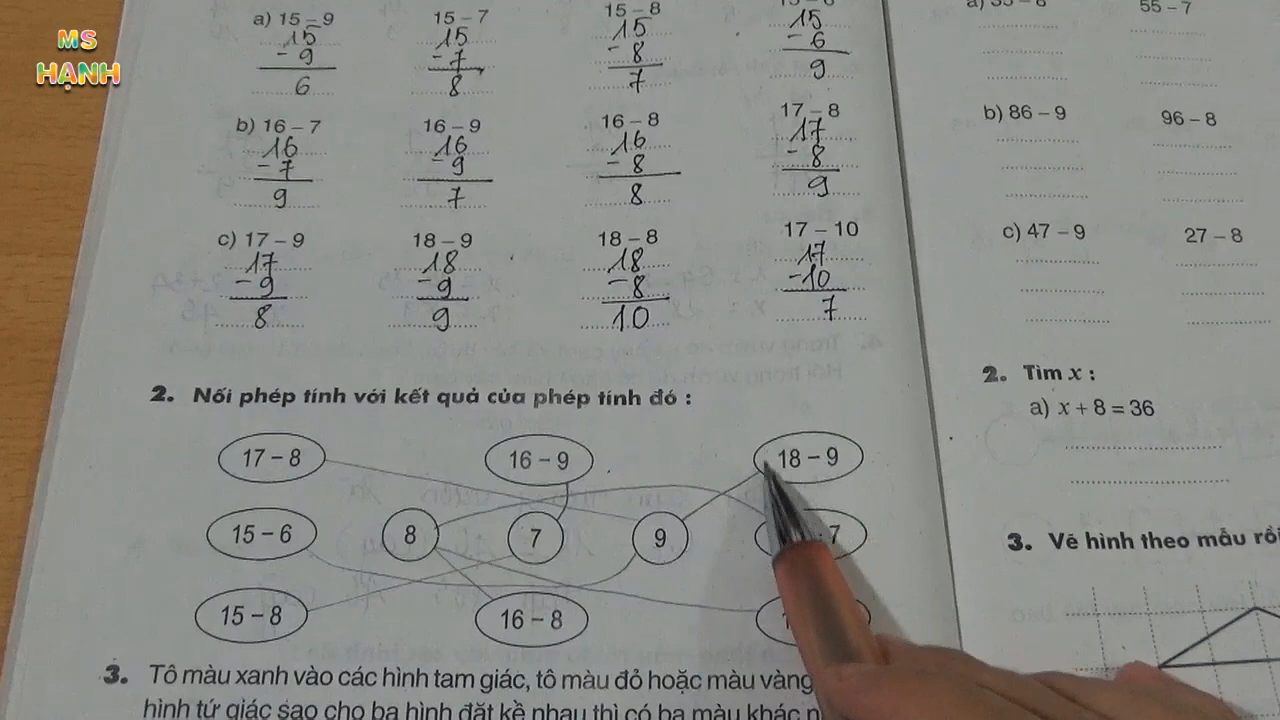 MS
HẠNH
a) 15 – 9 15 – 7 15 – 8
15 15 15 15
- 9 - 7 - 8 - 6
6 8 7 9
b) 16 – 7 16 – 9 16 – 8 17 – 8
16 16 16 17
- 7 - 9 - 8 - 8
9 7 8 9
c) 17 – 9 18 – 9 18 – 8 17 – 10
17 18 18 17
- 9 - 9 - 8 - 10
8 9 10 7
2. Nối phép tính với kết quả của phép tính đó :
17 – 8 16 – 9 18 – 9
15 – 6 8 7 9 7
15 – 8 16 – 8
3. Tô màu xanh vào các hình tam giác, tô màu đỏ hoặc màu vàng
hình tứ giác sao cho ba hình đặt kề nhau thì có ba màu khác
55 – 7
b) 86 – 9 96 – 8
c) 47 – 9 27 – 8
2. Tìm x :
a) x + 8 = 36
3. Vẽ hình theo mẫu rồi